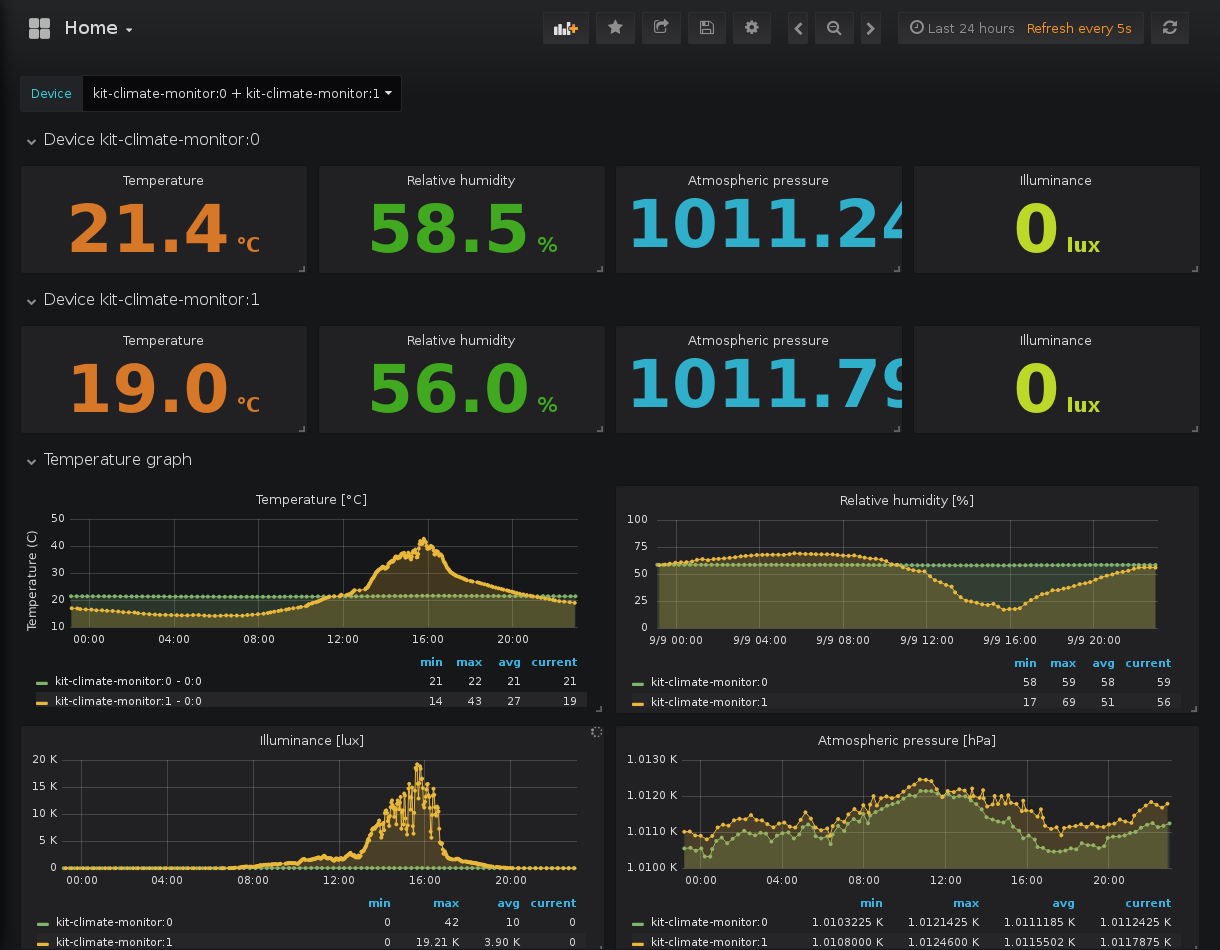 Home
Last 24 hours Refresh every 5s
Device kit-climate-monitor:0 + kit-climate-monitor:1
Device kit-climate-monitor:0
Temperature Relative humidity Atmospheric pressure Illuminance
21.4 °C 58.5 % 1011.24 0 lux
Device kit-climate-monitor:1
Temperature Relative humidity Atmospheric pressure Illuminance
19.0 °C 56.0 % 1011.79 0 lux
Temperature graph
Temperature [°C]
Temperature (C)
50
40
30
20
10
00:00 04:00 08:00 12:00 16:00 20:00
min max avg current
kit-climate-monitor:0 - 0:0 21 22 21 21
kit-climate-monitor:1 - 0:0 14 43 27 19
Relative humidity [%]
100
75
50
25
0
9/9 00:00 9/9 04:00 9/9 08:00 9/9 12:00 9/9 16:00 9/9 20:00
min max avg current
kit-climate-monitor:0 58 59 58 59
kit-climate-monitor:1 17 69 51 56
Illuminance [lux]
20 K
15 K
10 K
5 K
0
00:00 04:00 08:00 12:00 16:00 20:00
min max avg current
kit-climate-monitor:0 0 42 10 0
kit-climate-monitor:1 0 19.21 K 3.90 K 0
Atmospheric pressure [hPa]
1.0130 K
1.0120 K
1.0110 K
1.0100 K
00:00 04:00 08:00 12:00 16:00 20:00
min max avg current
kit-climate-monitor:0 1.0103225 K 1.0121425 K 1.0111185 K 1.0112425 K
kit-climate-monitor:1 1.0108000 K 1.0124600 K 1.0115502 K 1.0117875 K